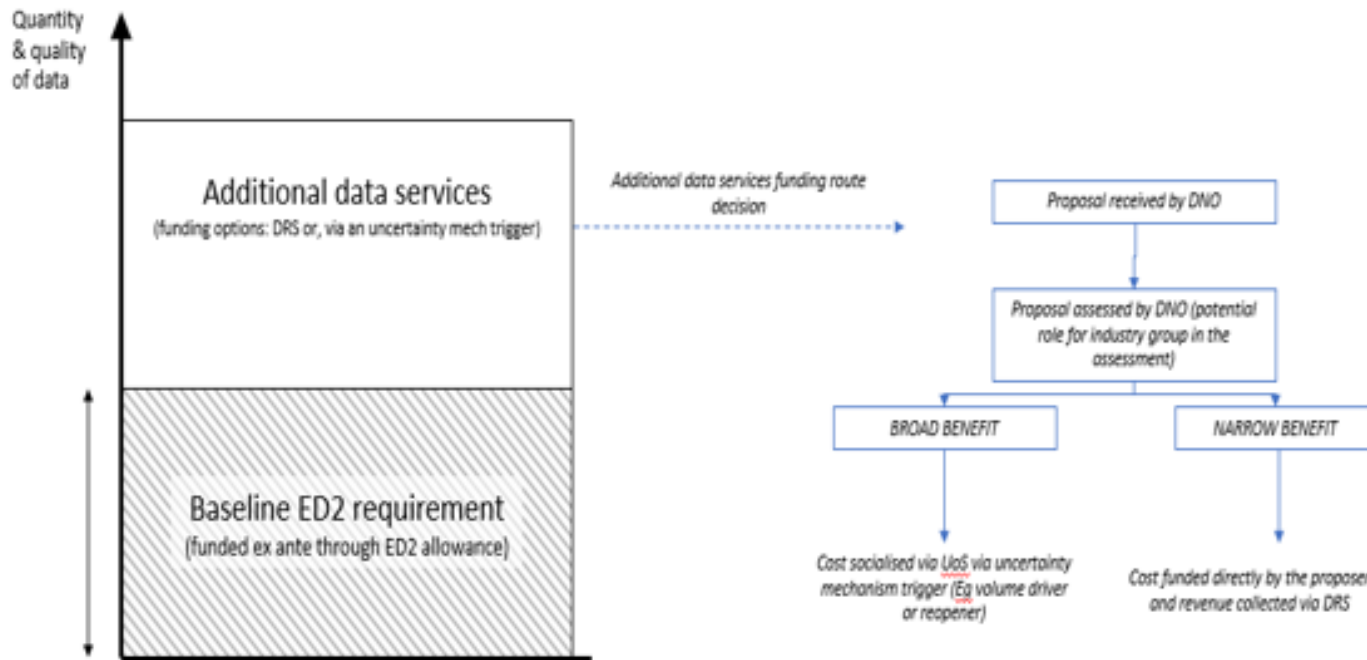 Quantity
& quality
of data
Additional data services
(funding options: DRS or, via an uncertainty mech trigger)
Baseline ED2 requirement
(funded ex ante through ED2 allowance)
Additional data services funding route
decision
Proposal received by DNO
Proposal assessed by DNO (potential
role for industry group in the
assessment)
BROAD BENEFIT
NARROW BENEFIT
Cost socialised via UoS via uncertainty
mechanism trigger (Eg volume driver
or reopener)
Cost funded directly by the proposer
and revenue collected via DRS